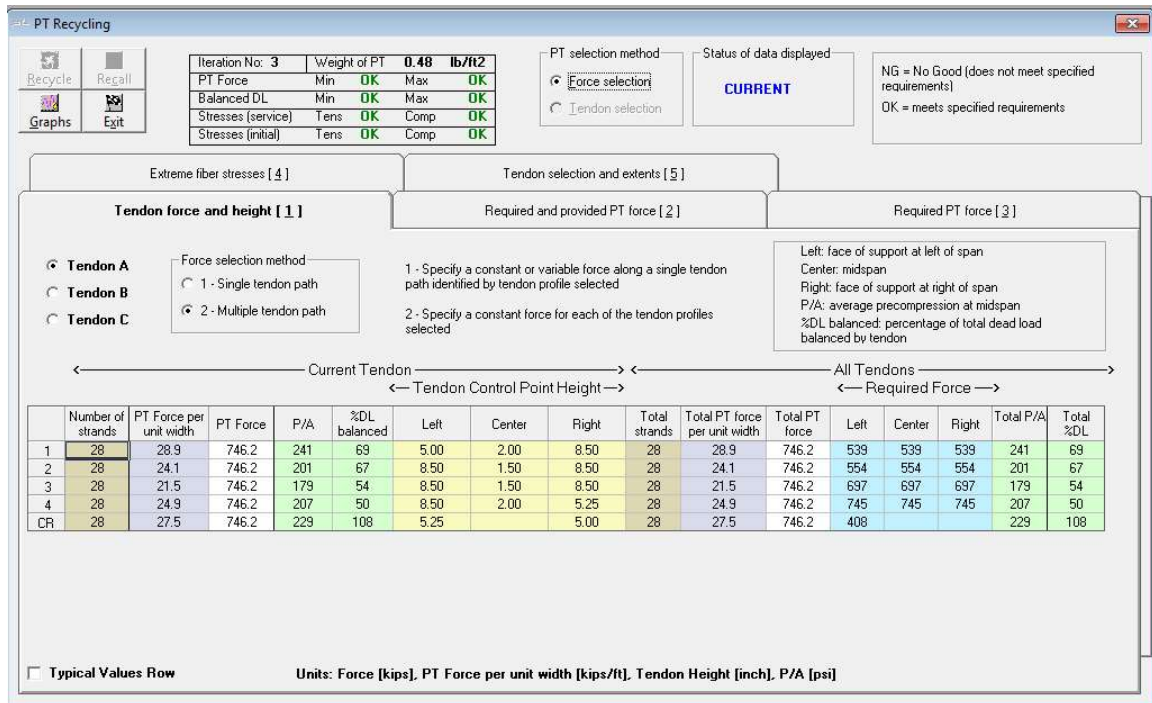 PT Recycling
Recycle Recall
Graphs Exit
Iteration No: 3 Weight of PT 0.48 lb/ft2
PT Force Min OK Max OK
Balanced DL Min OK Max OK
Stresses (service) Tens OK Comp OK
Stresses (initial) Tens OK Comp OK
PT selection method
Force selection
Tendon selection
Status of data displayed
CURRENT
NG = No Good (does not meet specified
requirements)
OK = meets specified requirements
Extreme fiber stresses [ 4 ]
Tendon selection and extents [ 5 ]
Tendon force and height [ 1 ]
Required and provided PT force [ 2 ]
Required PT force [ 3 ]
Tendon A
Tendon B
Tendon C
Force selection method
1 - Single tendon path
2 - Multiple tendon path
1 - Specify a constant or variable force along a single tendon
path identified by tendon profile selected
2 - Specify a constant force for each of the tendon profiles
selected
Left: face of support at left of span
Center: midspan
Right: face of support at right of span
P/A: average precompression at midspan
%DL balanced: percentage of total dead load
balanced by tendon
<---------- Current Tendon ----------> <---------- All Tendons ---------->
<— Tendon Control Point Height —> <— Required Force —>
Number of strands PT Force per unit width PT Force P/A %DL balanced Left Center Right Total strands Total PT force per unit width Total PT force Left Center Right Total P/A Total %DL
1 28 28.9 746.2 241 69 5.00 2.00 8.50 28 28.9 746.2 539 539 539 241 69
2 28 24.1 746.2 201 67 8.50 1.50 8.50 28 24.1 746.2 554 554 554 201 67
3 28 21.5 746.2 179 54 8.50 1.50 8.50 28 21.5 746.2 697 697 697 179 54
4 28 24.9 746.2 207 50 8.50 2.00 5.25 28 24.9 746.2 745 745 745 207 50
CR 28 27.5 746.2 229 108 5.25 5.00 28 27.5 746.2 408 229 108
Typical Values Row
Units: Force [kips], PT Force per unit width [kips/ft], Tendon Height [inch], P/A [psi]